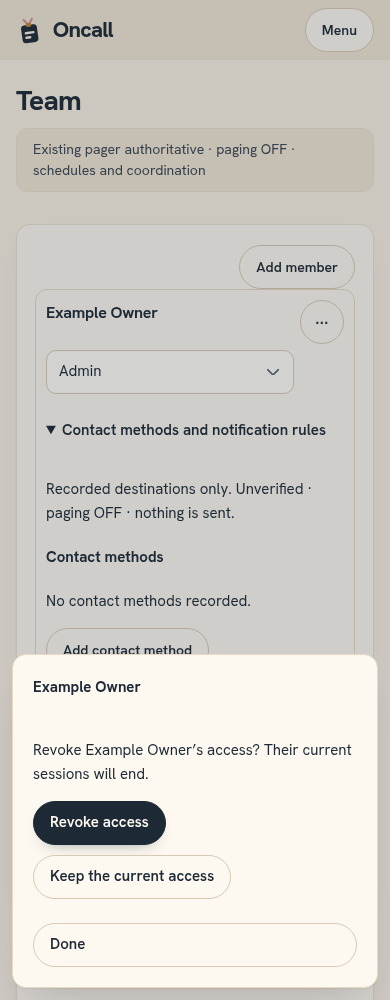 Oncall
Menu
Team
Existing pager authoritative · paging OFF ·
schedules and coordination
Add member
Example Owner
...
Admin
▼ Contact methods and notification rules
Recorded destinations only. Unverified ·
paging OFF · nothing is sent.
Contact methods
No contact methods recorded.
Add contact method
Example Owner
Revoke Example Owner’s access? Their current
sessions will end.
Revoke access
Keep the current access
Done